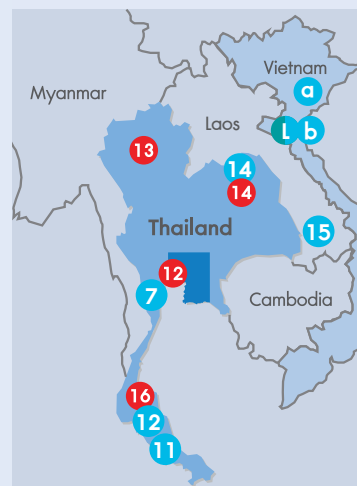 Vietnam
a
Myanmar
Laos
L b
13
14
14
Thailand
15
12
7
Cambodia
16
12
11